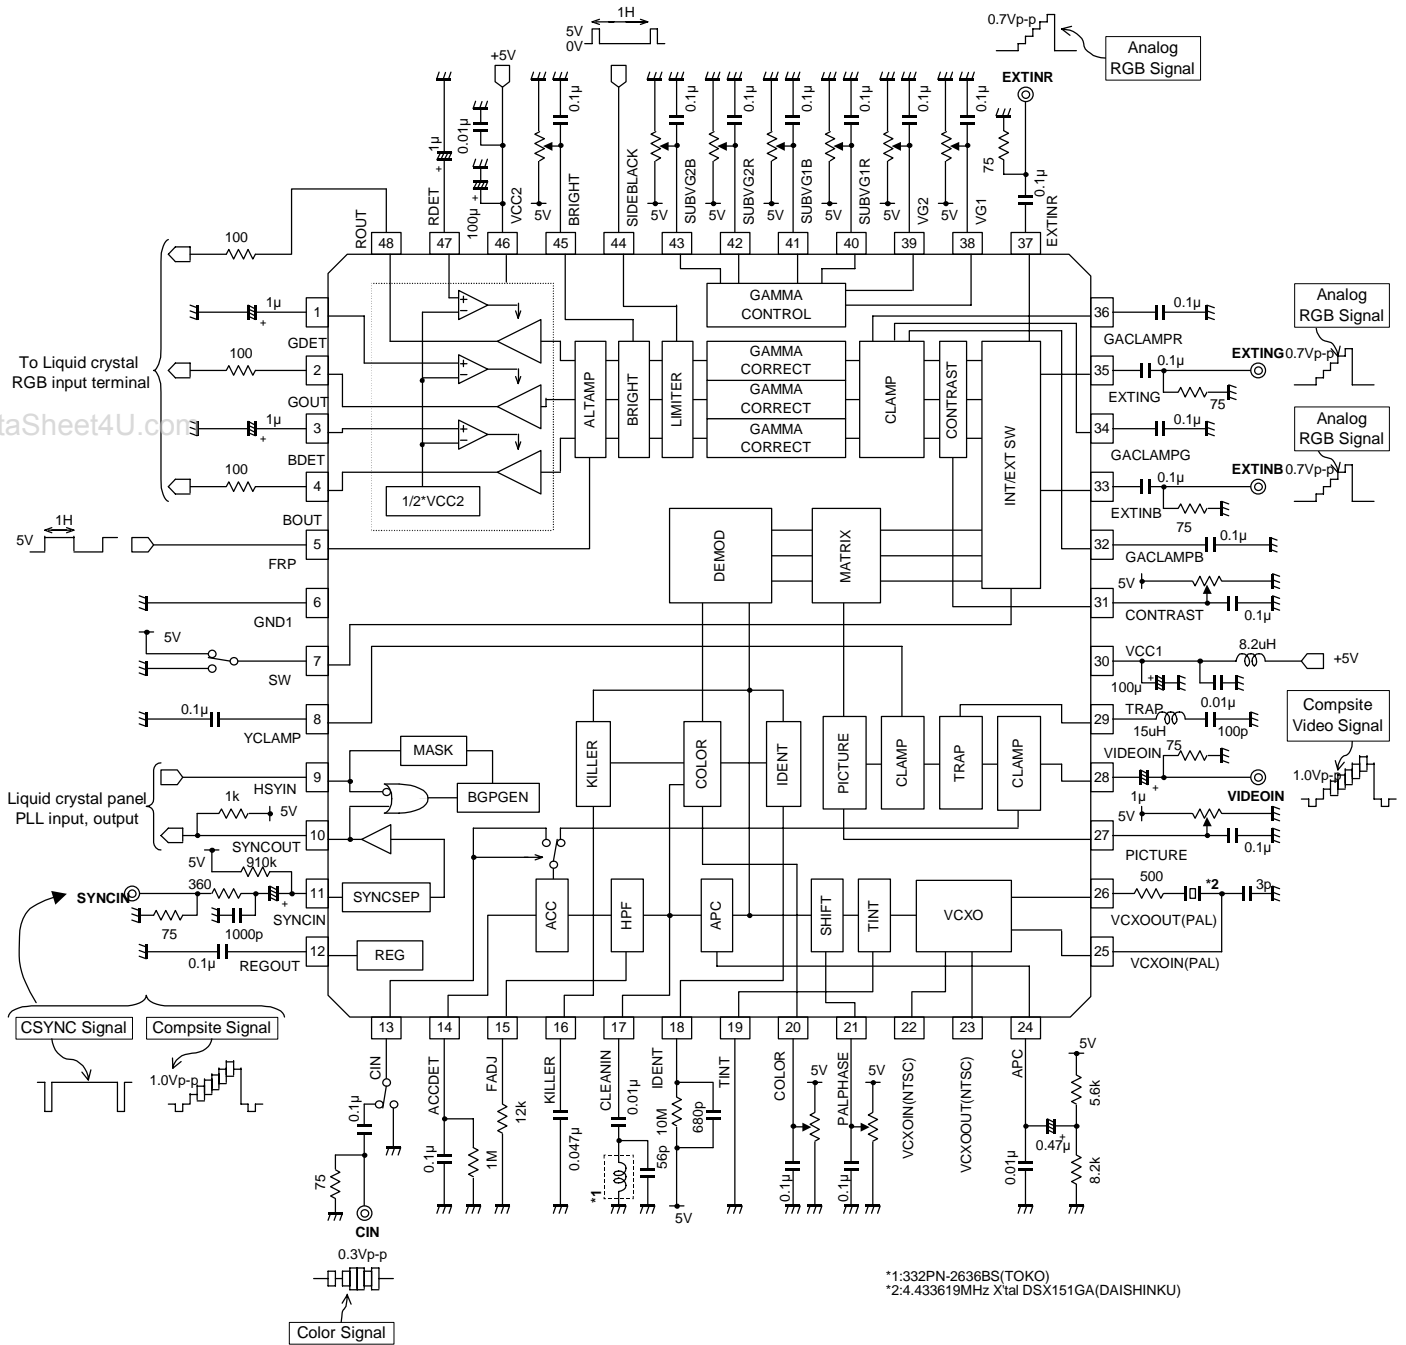 1H
5V
0V
0.7Vp-p
Analog
RGB Signal
EXTINR
+5V
1µ
0.01µ
100µ
0.1µ
0.1µ
0.1µ
0.1µ
0.1µ
0.1µ
0.1µ
75
0.1µ
5V
5V
5V
5V
5V
5V
5V
ROUT
RDET
VCC2
BRIGHT
SIDEBLACK
SUBVG2B
SUBVG2R
SUBVG1B
SUBVG1R
VG2
VG1
EXTINR
48
47
46
45
44
43
42
41
40
39
38
37
To Liquid crystal
RGB input terminal
100
1µ
+
1
GDET
100
2
GOUT
1µ
+
3
BDET
100
4
BOUT
taSheet4U.com
1H
5V
5
FRP
6
GND1
5V
7
SW
0.1µ
8
YCLAMP
Liquid crystal panel
PLL input, output
9
HSYIN
1k
5V
10
SYNCOUT
5V
910k
SYNCIN
360
+
11
SYNCIN
75
1000p
0.1µ
12
REGOUT
CSYNC Signal
Compsite Signal
1.0Vp-p
1/2*VCC2
ALTAMP
BRIGHT
LIMITER
GAMMA
CONTROL
GAMMA
CORRECT
GAMMA
CORRECT
GAMMA
CORRECT
CLAMP
CONTRAST
INT/EXT SW
DEMOD
MATRIX
KILLER
COLOR
IDENT
PICTURE
CLAMP
TRAP
CLAMP
MASK
BGPGEN
SYNCSEP
REG
ACC
HPF
APC
SHIFT
TINT
VCXO
36
0.1µ
GACLAMPR
Analog
RGB Signal
35
0.1µ
EXTING
0.7Vp-p
EXTING
75
34
0.1µ
GACLAMPG
Analog
RGB Signal
33
0.1µ
EXTINB
0.7Vp-p
EXTINB
75
32
0.1µ
GACLAMPB
5V
31
CONTRAST
0.1µ
30
VCC1
8.2uH
+5V
100µ
+
0.01µ
29
TRAP
15uH
100p
Compsite
Video Signal
VIDEOIN
75
28
+
1µ
1.0Vp-p
VIDEOIN
5V
27
PICTURE
0.1µ
26
500
*2
3p
VCXOOUT(PAL)
25
VCXOIN(PAL)
13
14
15
16
17
18
19
20
21
22
23
24
CIN
ACCDET
FADJ
KILLER
CLEANIN
IDENT
TINT
COLOR
PALPHASE
VCXOIN(NTSC)
VCXOOUT(NTSC)
APC
0.1µ
75
CIN
0.3Vp-p
Color Signal
0.1µ
1M
12k
0.047µ
0.01µ
*1
56p
10M
680p
5V
5V
0.1µ
5V
0.1µ
5V
5.6k
0.47µ
+
0.01µ
8.2k
*1:332PN-2636BS(TOKO)
*2:4.433619MHz X'tal DSX151GA(DAISHINKU)